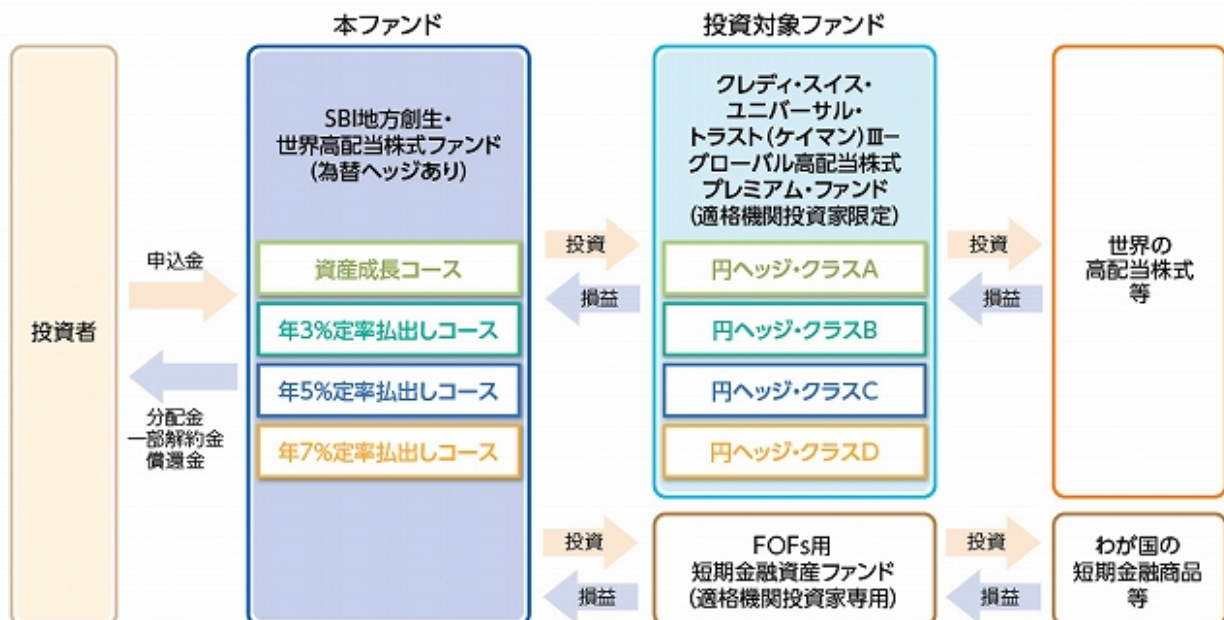 本ファンド
投資対象ファンド
投資者
申込金
分配金
一部解約金
償還金
SBI地方創生・
世界高配当株式ファンド
(為替ヘッジあり)
資産成長コース
年3%定率払出しコース
年5%定率払出しコース
年7%定率払出しコース
投資
損益
クレディ・スイス・
ユニバーサル・
トラスト(ケイマン)Ⅲー
グローバル高配当株式
プレミアム・ファンド
(適格機関投資家限定)
円ヘッジ・クラスA
円ヘッジ・クラスB
円ヘッジ・クラスC
円ヘッジ・クラスD
投資
損益
世界の
高配当株式
等
投資
損益
FOFs用
短期金融資産ファンド
(適格機関投資家専用)
投資
損益
わが国の
短期金融商品
等